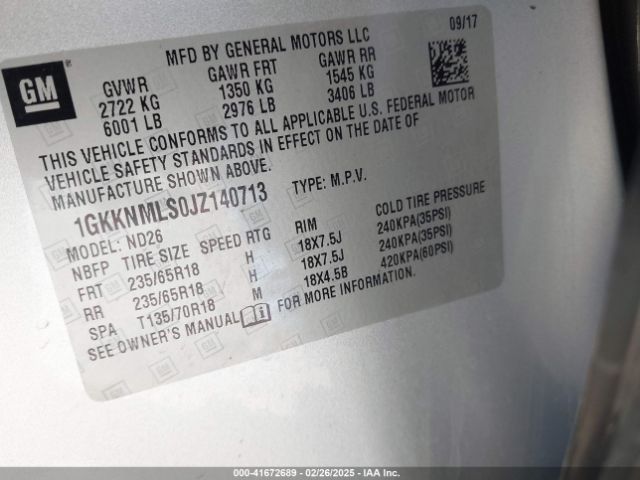 MFD BY GENERAL MOTORS LLC 09/17
GM
GVWR GAWR FRT GAWR RR
2722 KG 1350 KG 1545 KG
6001 LB 2976 LB 3406 LB
THIS VEHICLE CONFORMS TO ALL APPLICABLE U.S. FEDERAL MOTOR
VEHICLE SAFETY STANDARDS IN EFFECT ON THE DATE OF
MANUFACTURE SHOWN ABOVE.
1GKKNMLS0JZ140713 TYPE: M.P.V.
MODEL: ND26
NBFP TIRE SIZE SPEED RTG RIM COLD TIRE PRESSURE
FRT 235/65R18 H 18X7.5J 240KPA(35PSI)
RR 235/65R18 H 18X7.5J 240KPA(35PSI)
SPA T135/70R18 M 18X4.5B 420KPA(60PSI)
SEE OWNER'S MANUAL FOR MORE INFORMATION.
000-41672689 - 02/26/2025 - IAA Inc.